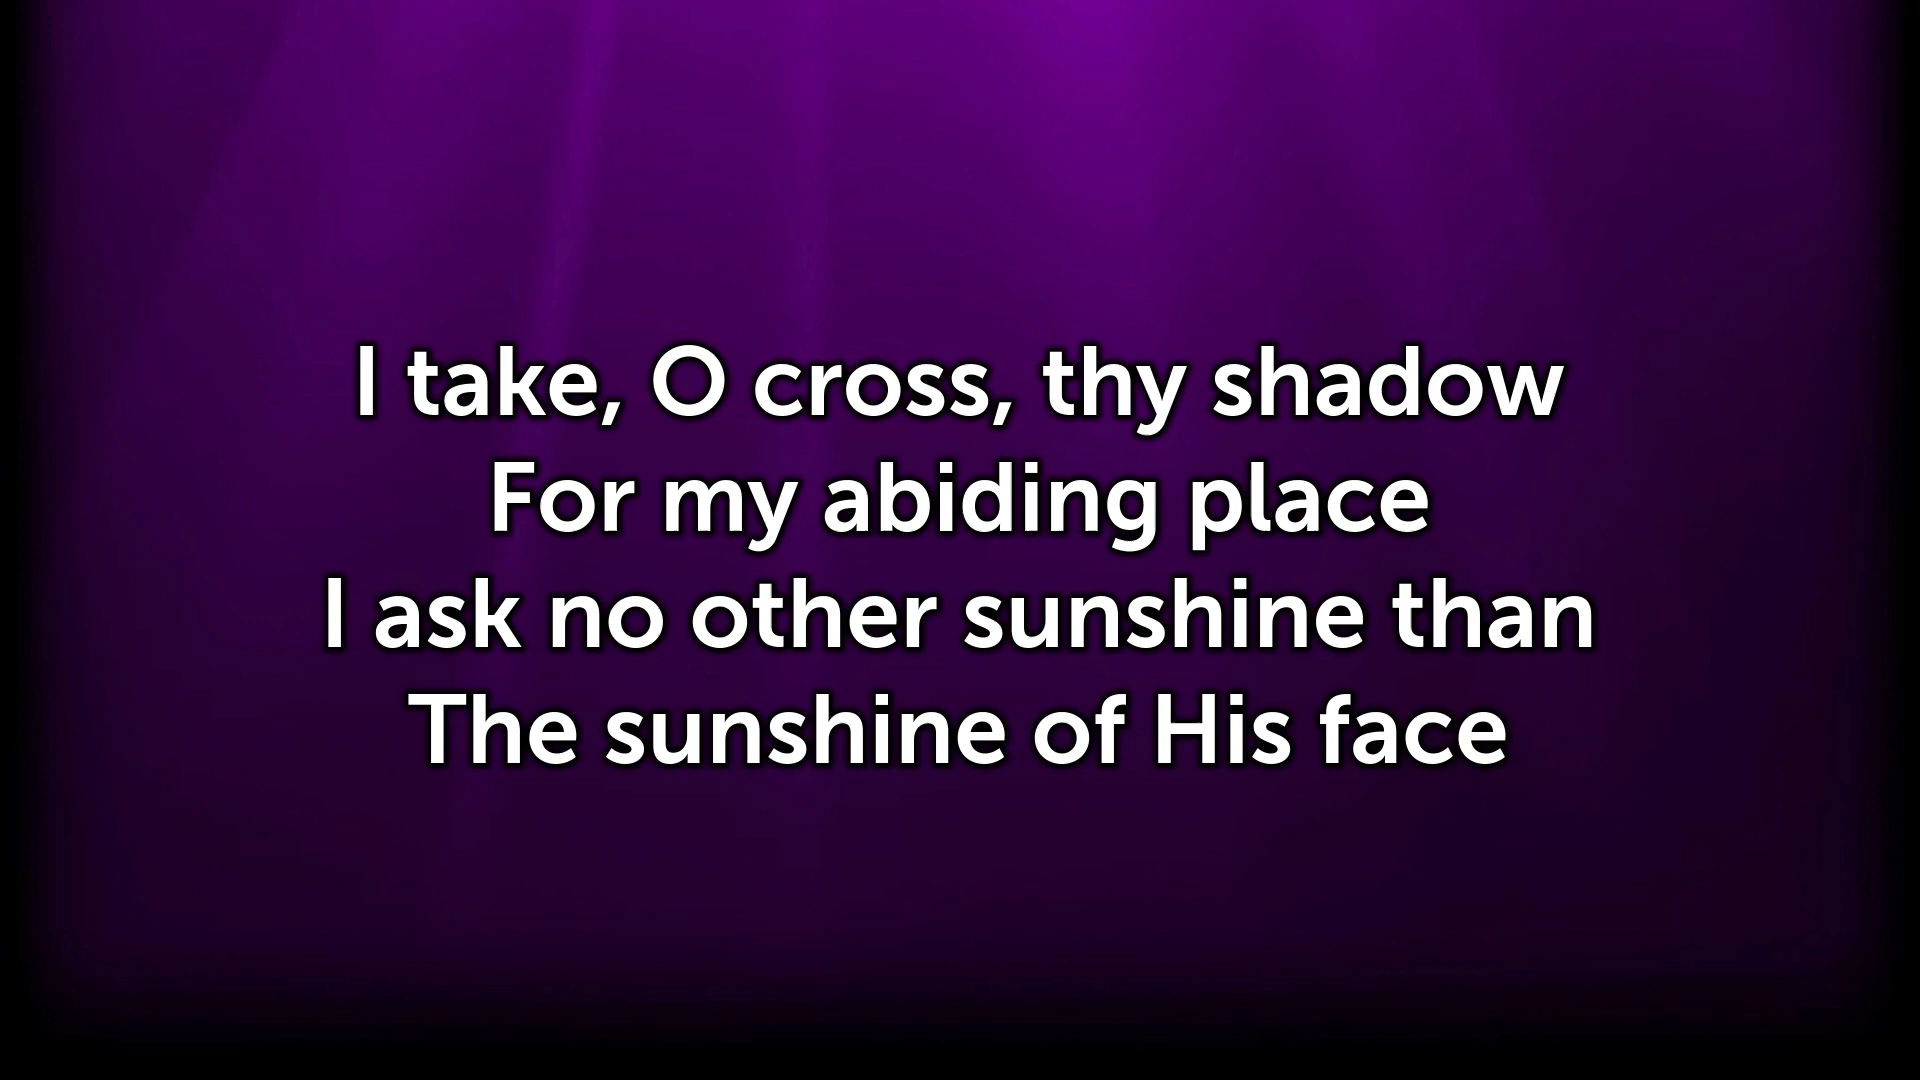 I take, O cross, thy shadow
For my abiding place
I ask no other sunshine than
The sunshine of His face